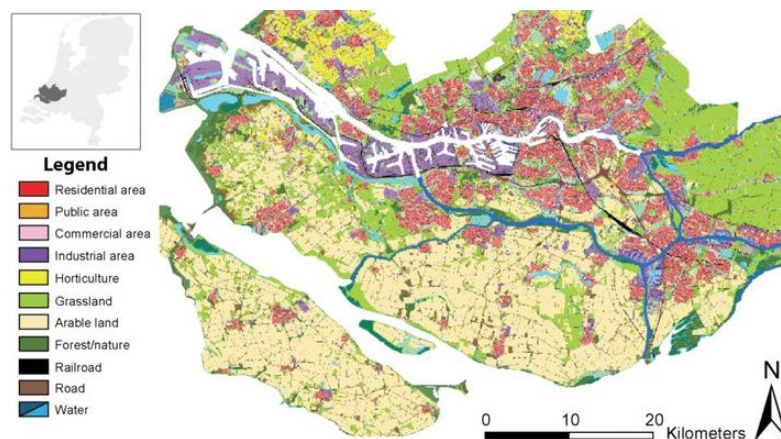 Legend
Residential area
Public area
Commercial area
Industrial area
Horticulture
Grassland
Arable land
Forest/nature
Railroad
Road
Water
N
0 10 20
Kilometers